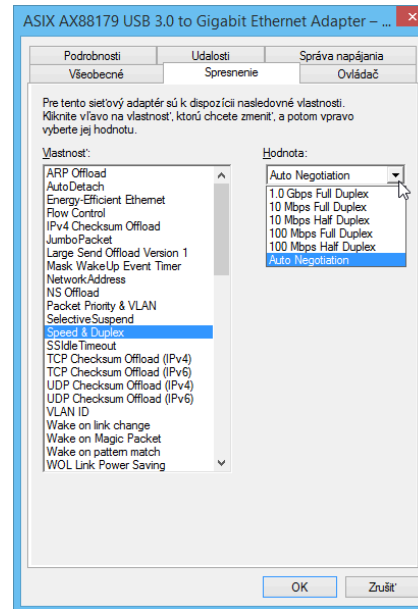 ASIX AX88179 USB 3.0 to Gigabit Ethernet Adapter – ...
Podrobnosti
Udalosti
Správa napájania
Všeobecné
Spresnenie
Ovládač
Pre tento sieťový adaptér sú k dispozícii nasledovné vlastnosti.
Kliknite vľavo na vlastnosť, ktorú chcete zmeniť, a potom vpravo
vyberte jej hodnotu.
Vlastnosť:
ARP Offload
AutoDetach
Energy-Efficient Ethernet
Flow Control
IPv4 Checksum Offload
JumboPacket
Large Send Offload Version 1
Mask WakeUp Event Timer
NetworkAddress
NS Offload
Packet Priority & VLAN
SelectiveSuspend
Speed & Duplex
SSIdleTimeout
TCP Checksum Offload (IPv4)
TCP Checksum Offload (IPv6)
UDP Checksum Offload (IPv4)
UDP Checksum Offload (IPv6)
VLAN ID
Wake on link change
Wake on Magic Packet
Wake on pattern match
WOL Link Power Saving
Hodnota:
Auto Negotiation
1.0 Gbps Full Duplex
10 Mbps Full Duplex
10 Mbps Half Duplex
100 Mbps Full Duplex
100 Mbps Half Duplex
Auto Negotiation
OK
Zrušiť